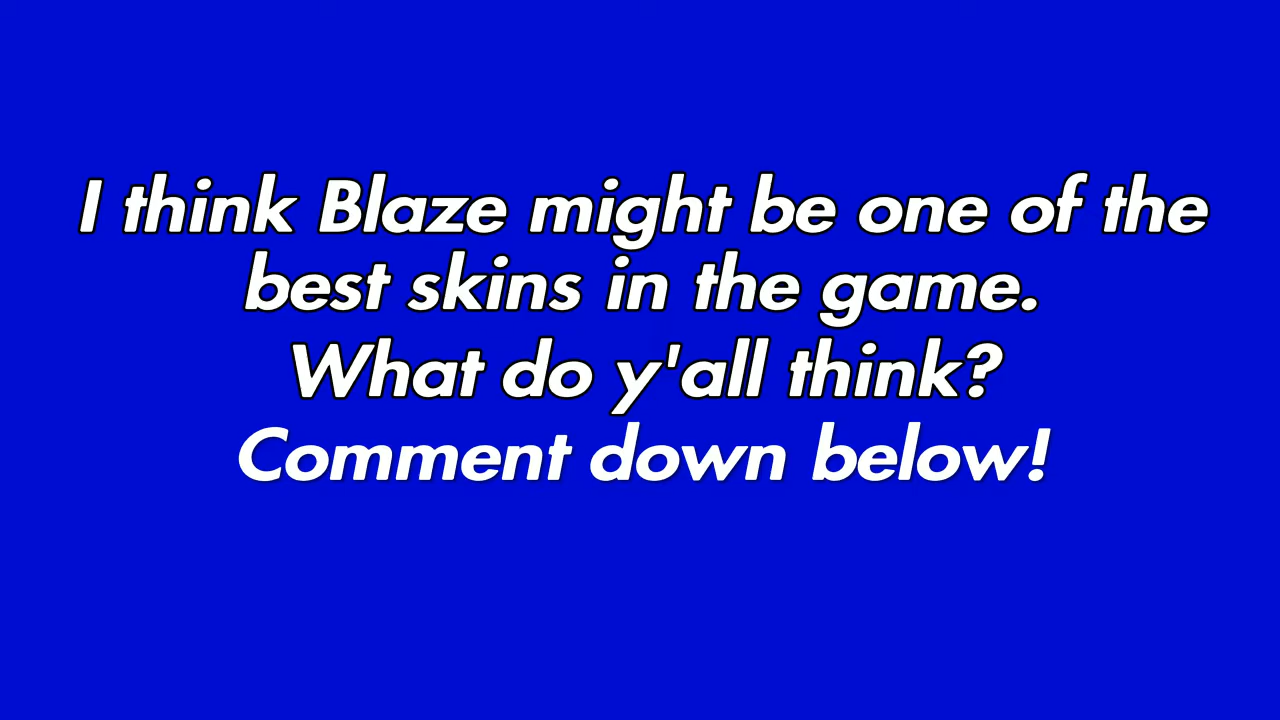 I think Blaze might be one of the
best skins in the game.
What do y'all think?
Comment down below!